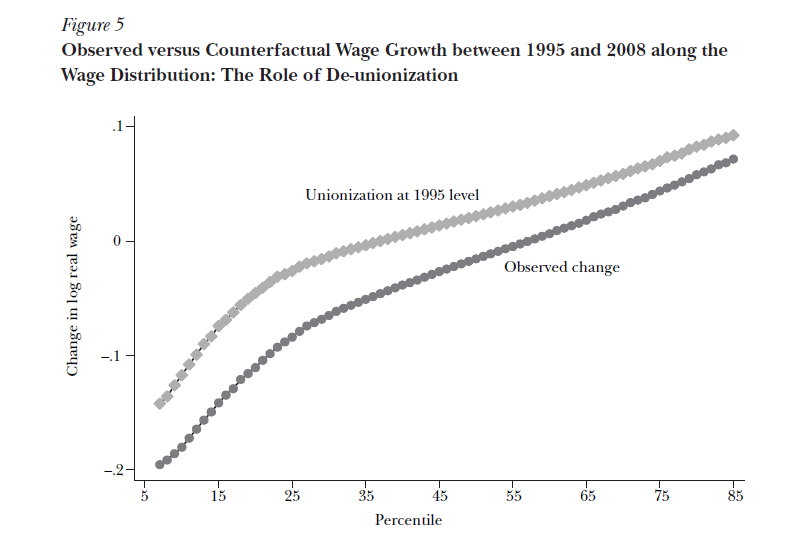 Figure 5
Observed versus Counterfactual Wage Growth between 1995 and 2008 along the
Wage Distribution: The Role of De-unionization
.1
Unionization at 1995 level
0
Observed change
Change in log real wage
–.1
–.2
5 15 25 35 45 55 65 75 85
Percentile